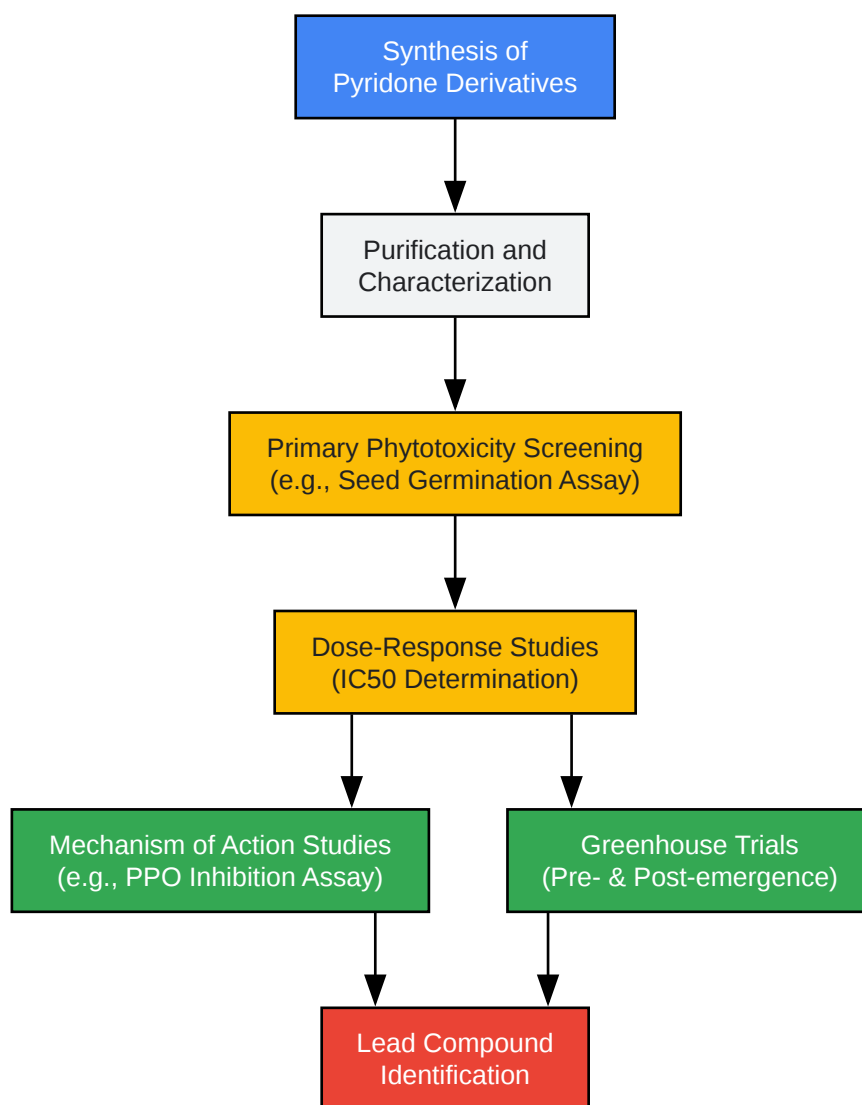 Synthesis of
Pyridone Derivatives
Purification and
Characterization
Primary Phytotoxicity Screening
(e.g., Seed Germination Assay)
Dose-Response Studies
(IC50 Determination)
Mechanism of Action Studies
(e.g., PPO Inhibition Assay)
Greenhouse Trials
(Pre- & Post-emergence)
Lead Compound
Identification